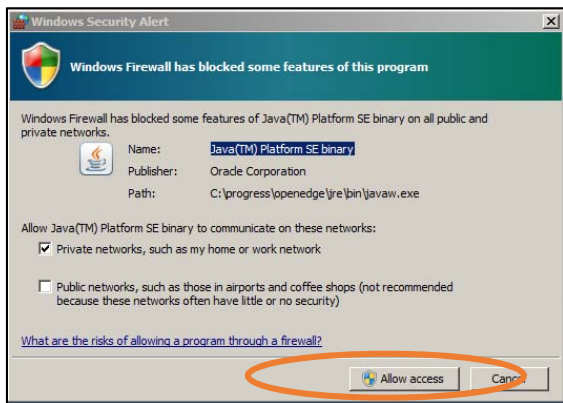 Windows Security Alert
Windows Firewall has blocked some features of this program
Windows Firewall has blocked some features of Java(TM) Platform SE binary on all public and
private networks.
Name: Java(TM) Platform SE binary
Publisher: Oracle Corporation
Path: C:\progress\openedge\jre\bin\javaw.exe
Allow Java(TM) Platform SE binary to communicate on these networks:
Private networks, such as my home or work network
Public networks, such as those in airports and coffee shops (not recommended
because these networks often have little or no security)
What are the risks of allowing a program through a firewall?
Allow access Cancel